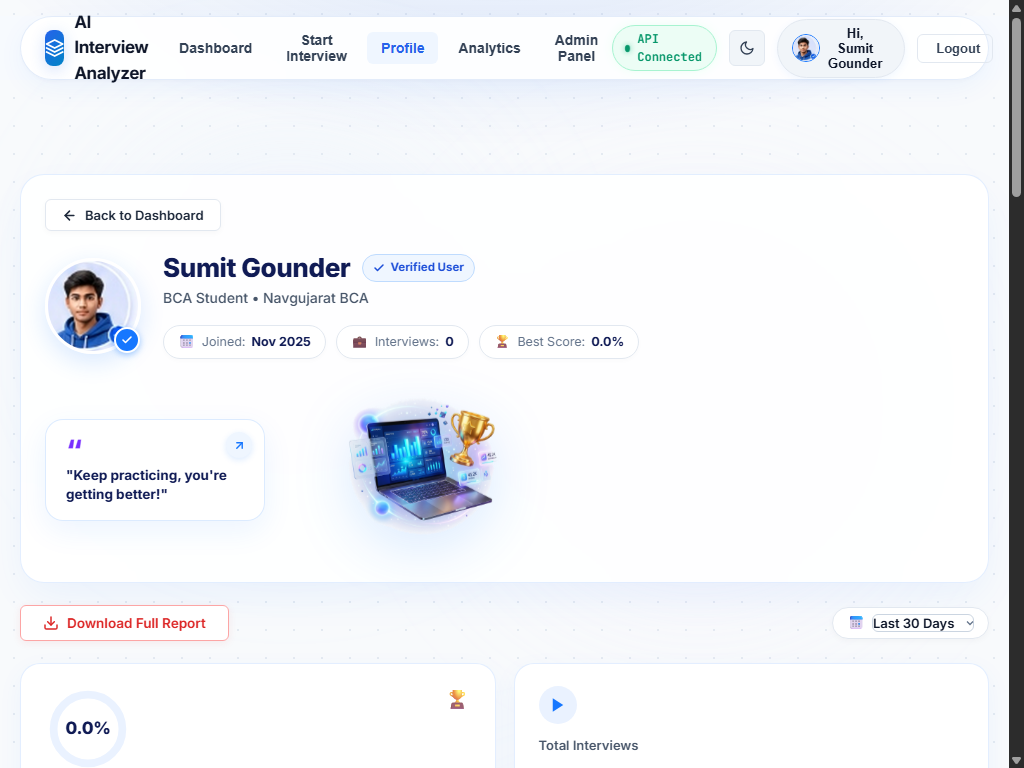 AI
Interview
Analyzer
Dashboard
Start
Interview
Profile
Analytics
Admin
Panel
API
Connected
Hi,
Sumit
Gounder
Logout
Back to Dashboard
Sumit Gounder
Verified User
BCA Student • Navgujarat BCA
Joined: Nov 2025
Interviews: 0
Best Score: 0.0%
"Keep practicing, you're
getting better!"
Download Full Report
Last 30 Days
0.0%
Total Interviews